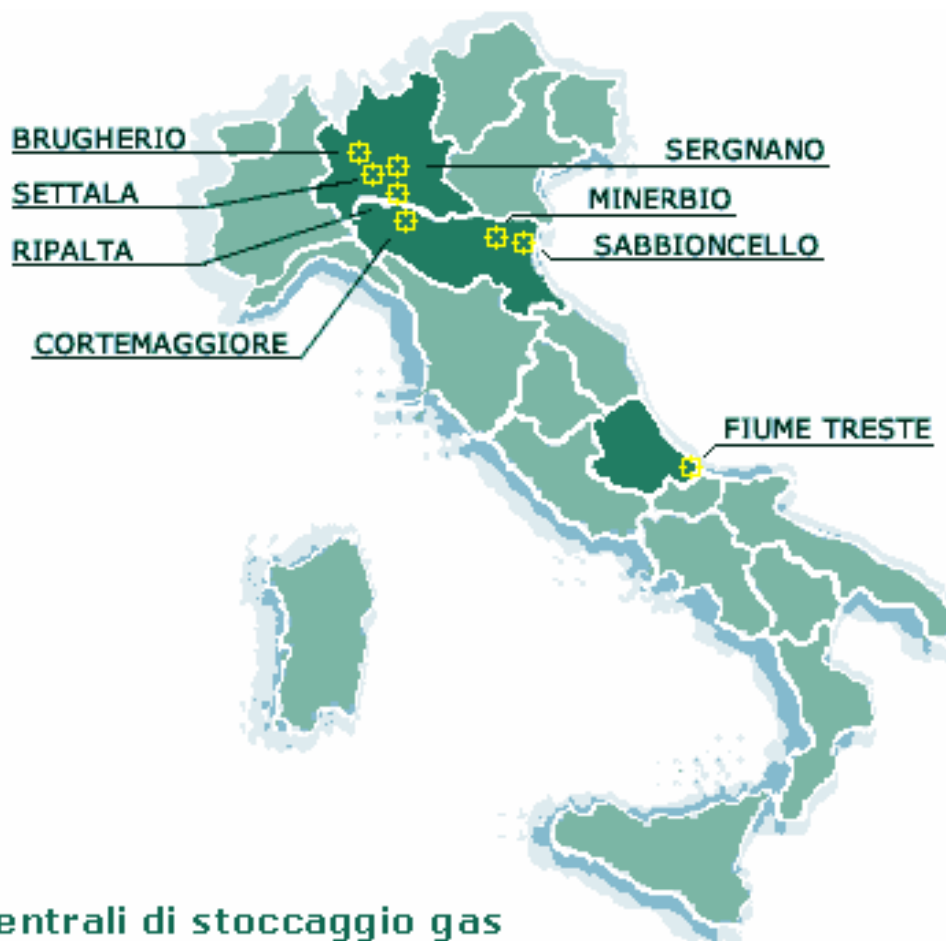 BRUGHERIO
SERGNANO
SETTALA
MINERBIO
RIPALTA
SABBIONCELLO
CORTEMAGGIORE
FIUME TRESTE
entrali di stoccaggio gas